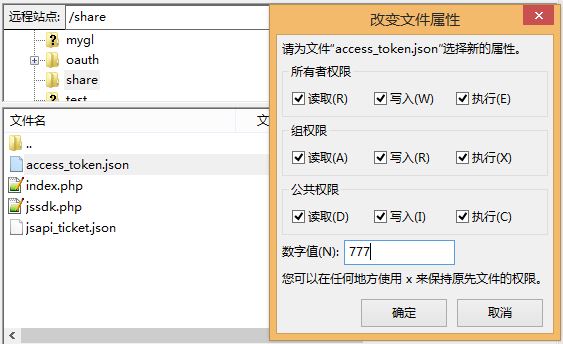 远程站点: /share
mygl
oauth
share
test
文件名
文
..
access_token.json
index.php
jssdk.php
jsapi_ticket.json
改变文件属性
请为文件“access_token.json”选择新的属性。
所有者权限
读取(R) 写入(W) 执行(E)
组权限
读取(A) 写入(R) 执行(X)
公共权限
读取(D) 写入(I) 执行(C)
数字值(N): 777
您可以在任何地方使用 x 来保持原先文件的权限。
确定 取消